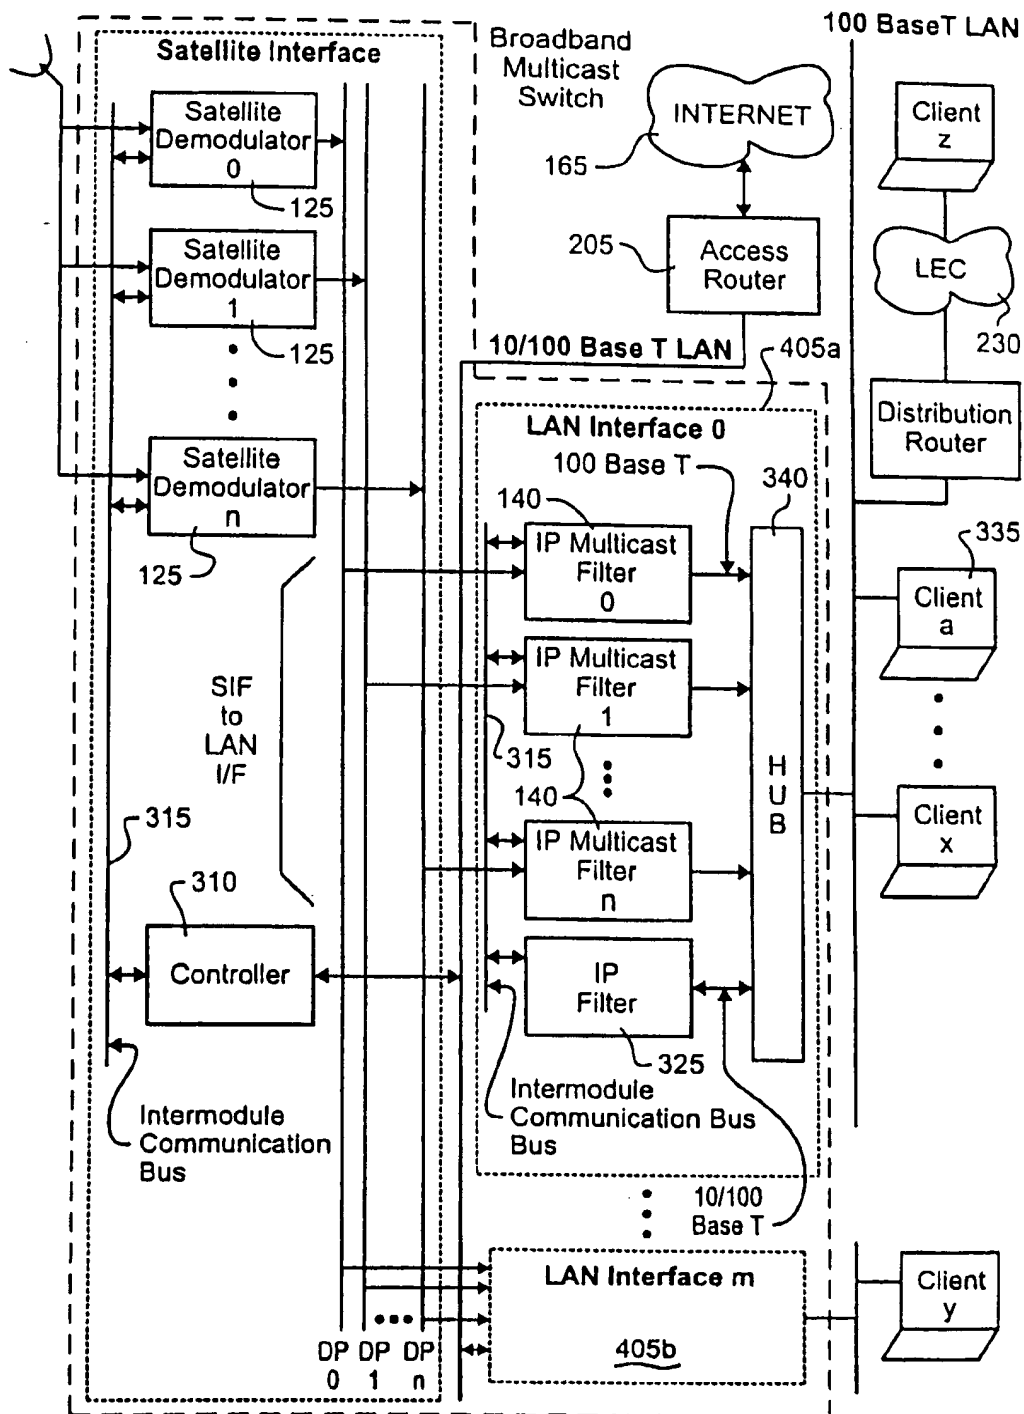 100 BaseT LAN
Satellite Interface
Broadband
Multicast
Switch
INTERNET
165
Client
z
Satellite
Demodulator
0
125
Satellite
Demodulator
1
125
205
Access
Router
LEC
230
10/100 Base T LAN
405a
Distribution
Router
LAN Interface 0
100 Base T
Satellite
Demodulator
n
125
140
340
335
IP Multicast
Filter
0
Client
a
IP Multicast
Filter
1
SIF
to
LAN
I/F
315
H
U
B
140
315
Client
x
IP Multicast
Filter
n
310
Controller
IP
Filter
325
Intermodule
Communication
Bus
Intermodule
Communication Bus
Bus
10/100
Base T
LAN Interface m
405b
Client
y
DP DP DP
0 1 n